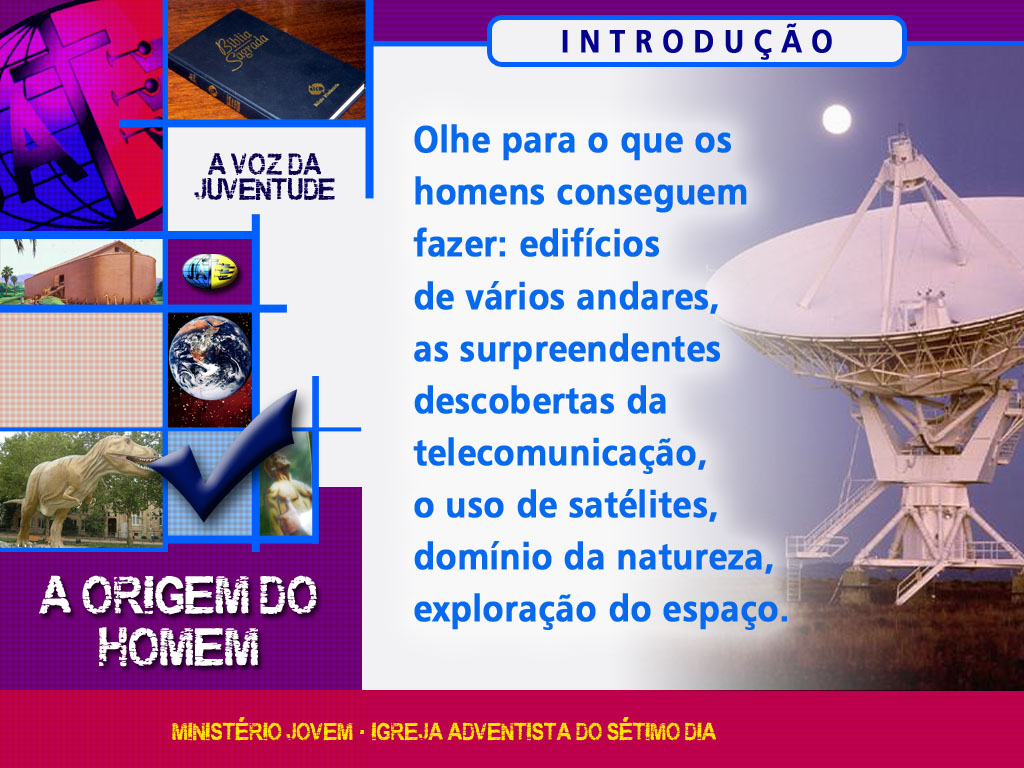 INTRODUÇÃO
Bíblia
Sagrada
A VOZ DA
JUVENTUDE
Olhe para o que os
homens conseguem
fazer: edifícios
de vários andares,
as surpreendentes
descobertas da
telecomunicação,
o uso de satélites,
domínio da natureza,
exploração do espaço.
A ORIGEM DO
HOMEM
MINISTÉRIO JOVEM - IGREJA ADVENTISTA DO SÉTIMO DIA